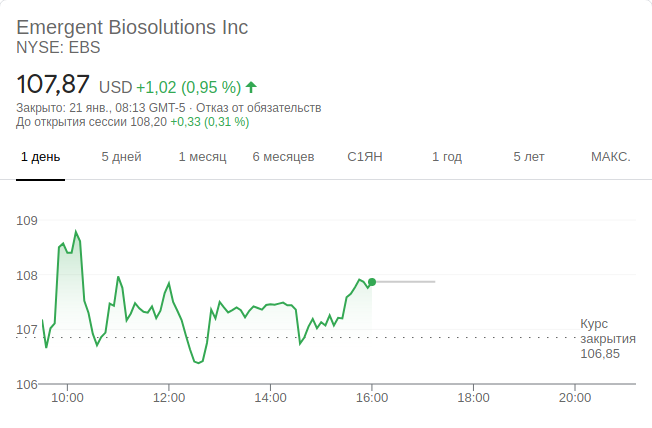 Emergent Biosolutions Inc
NYSE: EBS
107,87 USD +1,02 (0,95 %)
Закрыто: 21 янв., 08:13 GMT-5 · Отказ от обязательств
До открытия сессии 108,20 +0,33 (0,31 %)
1 день 5 дней 1 месяц 6 месяцев С1ЯН 1 год 5 лет МАКС.
109
108
107
106
Курс
закрытия
106,85
10:00 12:00 14:00 16:00 18:00 20:00